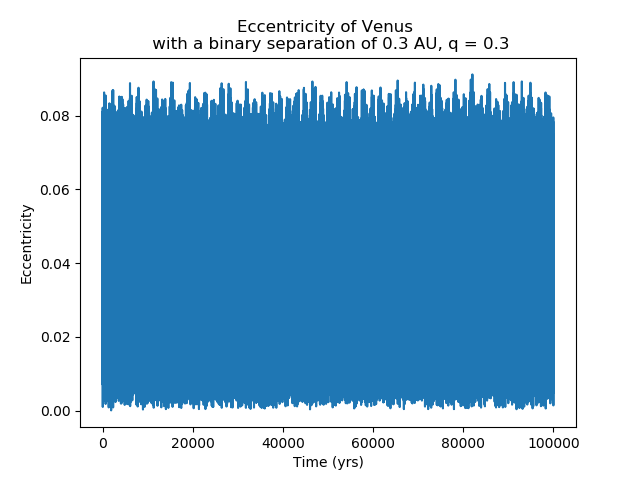 Eccentricity of Venus
with a binary separation of 0.3 AU, q = 0.3
Eccentricity
0.08
0.06
0.04
0.02
0.00
0 20000 40000 60000 80000 100000
Time (yrs)